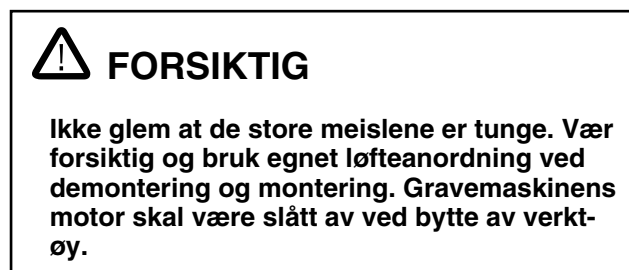 FORSIKTIG
Ikke glem at de store meislene er tunge. Vær
forsiktig og bruk egnet løfteanordning ved
demontering og montering. Gravemaskinens
motor skal være slått av ved bytte av verkt-
øy.